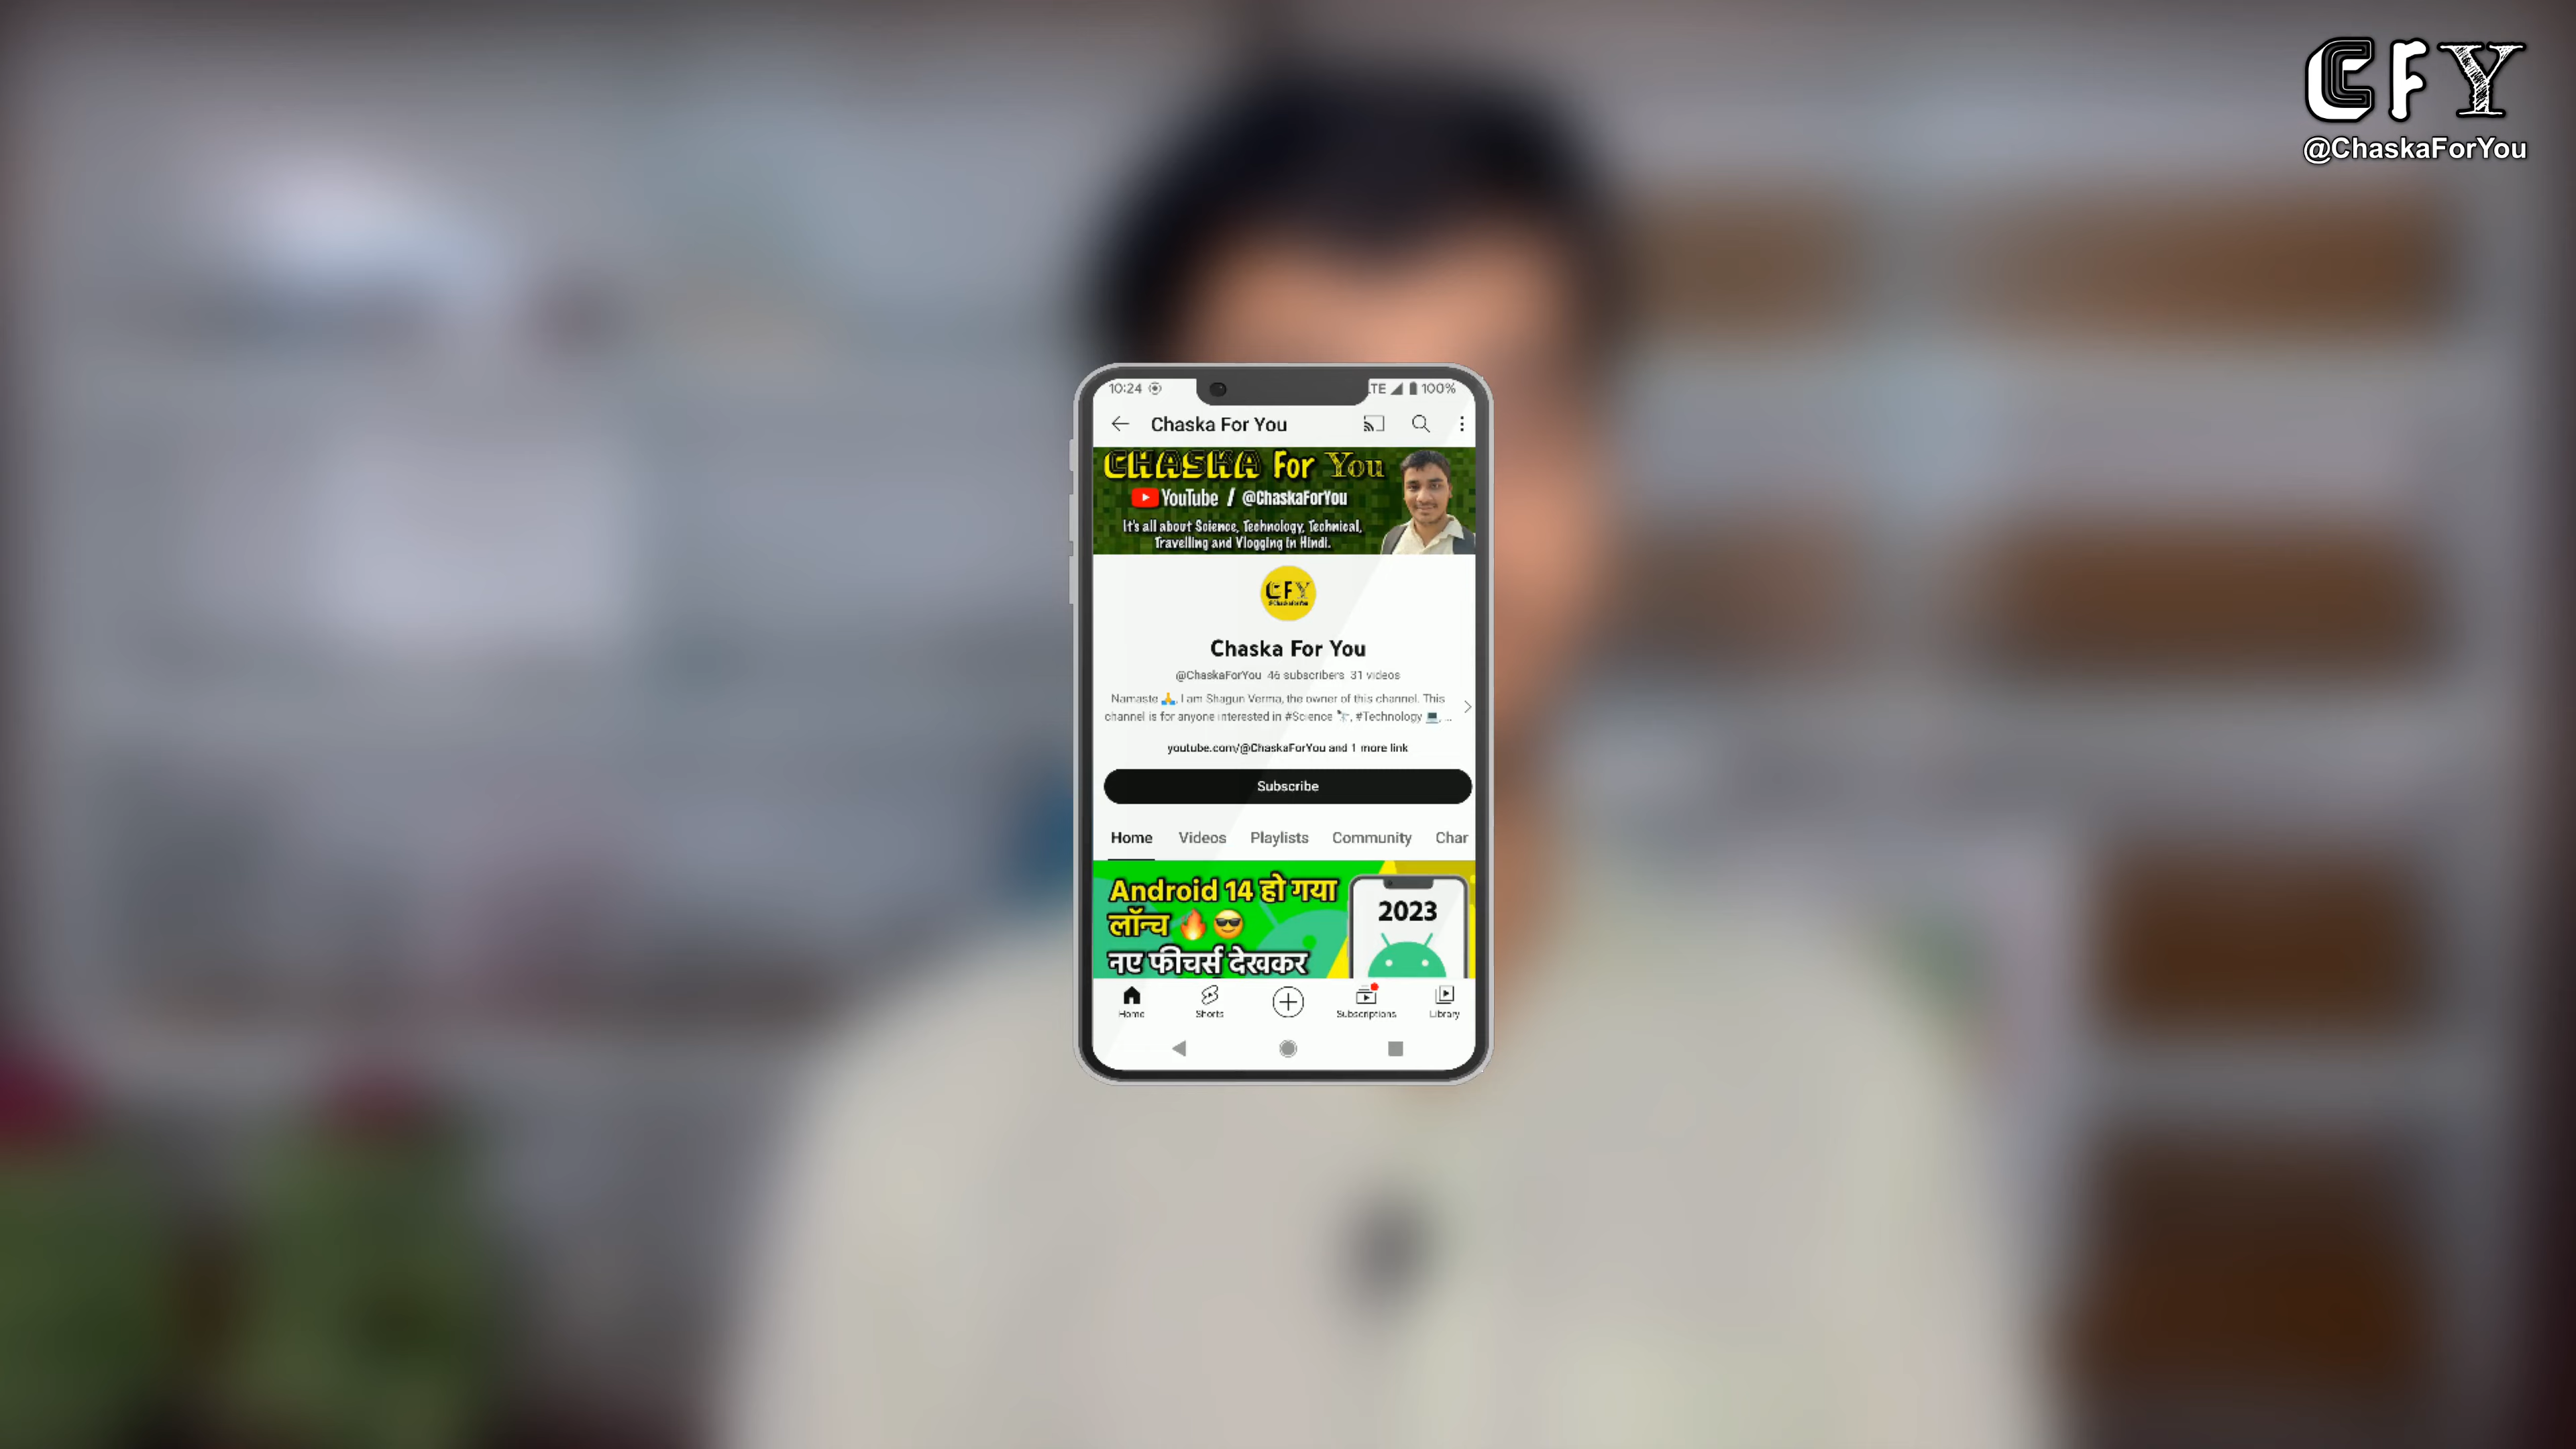 CFY
@ChaskaForYou
10:24 LTE 100%
Chaska For You
CHASKA For You
YouTube / @ChaskaForYou
It's all about Science, Technology, Technical,
Travelling and Vlogging in Hindi.
CFY
@ChaskaForYou
Chaska For You
@ChaskaForYou 46 subscribers 31 videos
Namaste 🙏, I am Shagun Verma, the owner of this channel. This
channel is for anyone interested in #Science 🔭, #Technology 💻, ...
youtube.com/@ChaskaForYou and 1 more link
Subscribe
Home Videos Playlists Community Char
Android 14 हो गया
लॉन्च 🔥 😎
नए फीचर्स देखकर
2023
Home Shorts Subscriptions Library